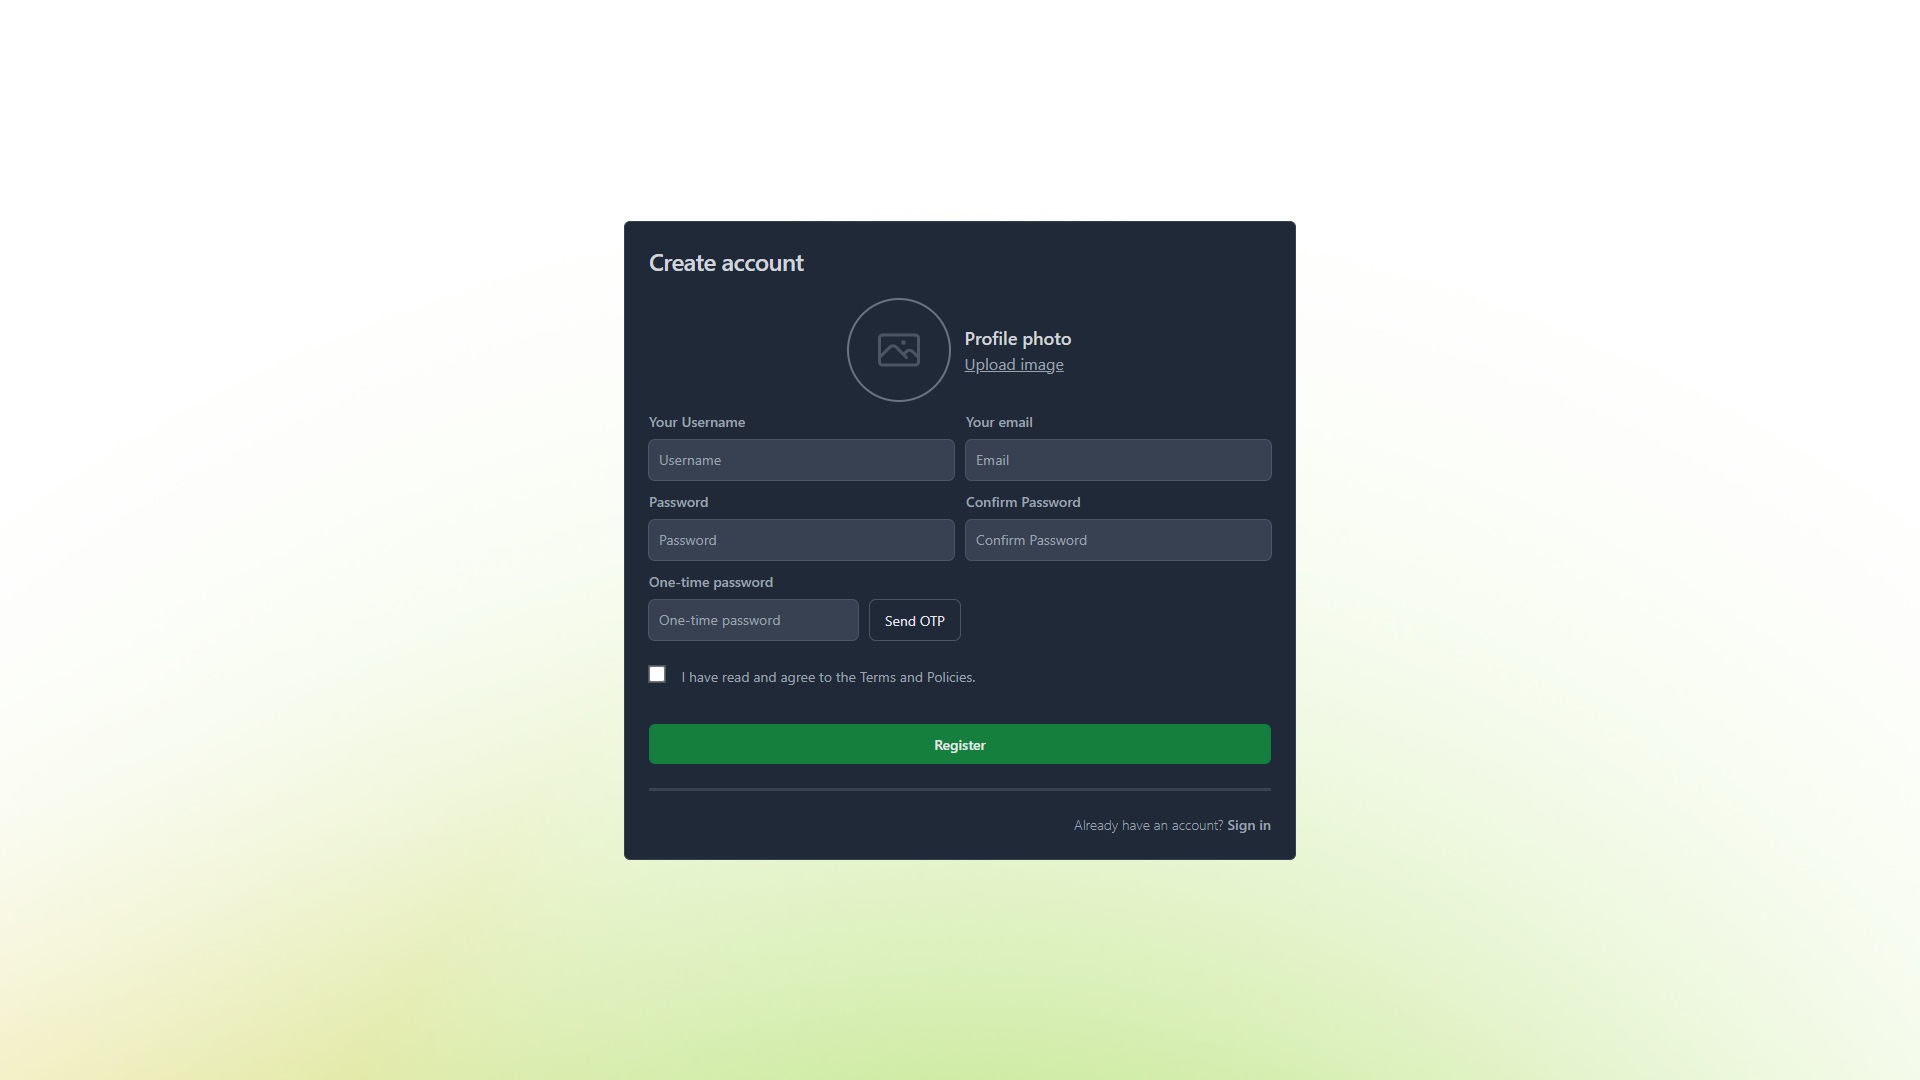 Create account
Profile photo
Upload image
Your Username
Your email
Username
Email
Password
Confirm Password
Password
Confirm Password
One-time password
One-time password
Send OTP
I have read and agree to the Terms and Policies.
Register
Already have an account? Sign in